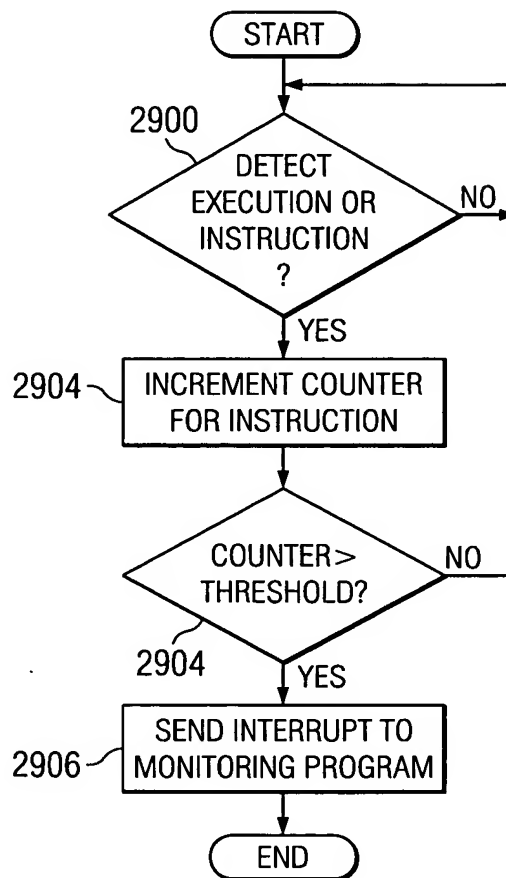 START
2900
DETECT
EXECUTION OR
INSTRUCTION
?
NO
YES
2904
INCREMENT COUNTER
FOR INSTRUCTION
COUNTER>
THRESHOLD?
NO
2904
YES
2906
SEND INTERRUPT TO
MONITORING PROGRAM
END